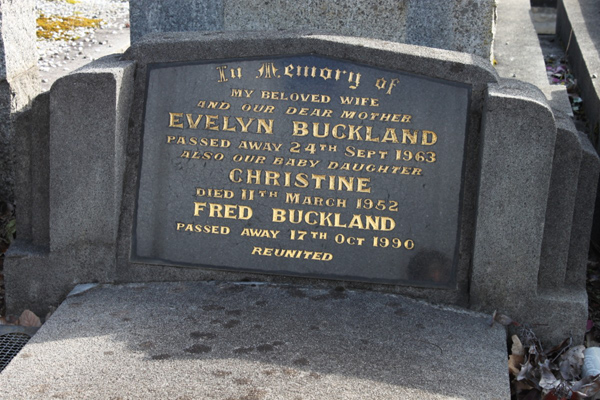 In Memory of
MY BELOVED WIFE
AND OUR DEAR MOTHER
EVELYN BUCKLAND
PASSED AWAY 24TH SEPT 1963
ALSO OUR BABY DAUGHTER
CHRISTINE
DIED 11TH MARCH 1952
FRED BUCKLAND
PASSED AWAY 17TH OCT 1990
REUNITED